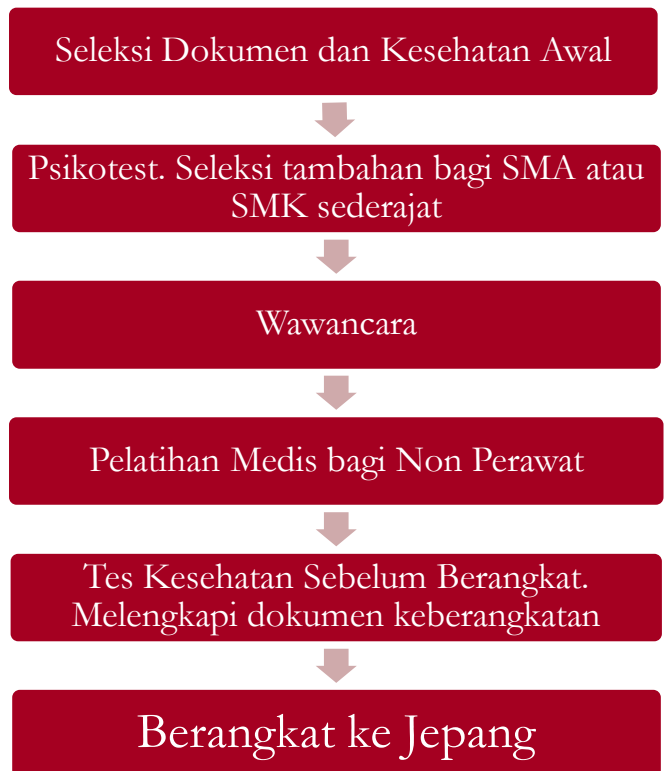 Seleksi Dokumen dan Kesehatan Awal
Psikotest. Seleksi tambahan bagi SMA atau
SMK sederajat
Wawancara
Pelatihan Medis bagi Non Perawat
Tes Kesehatan Sebelum Berangkat.
Melengkapi dokumen keberangkatan
Berangkat ke Jepang